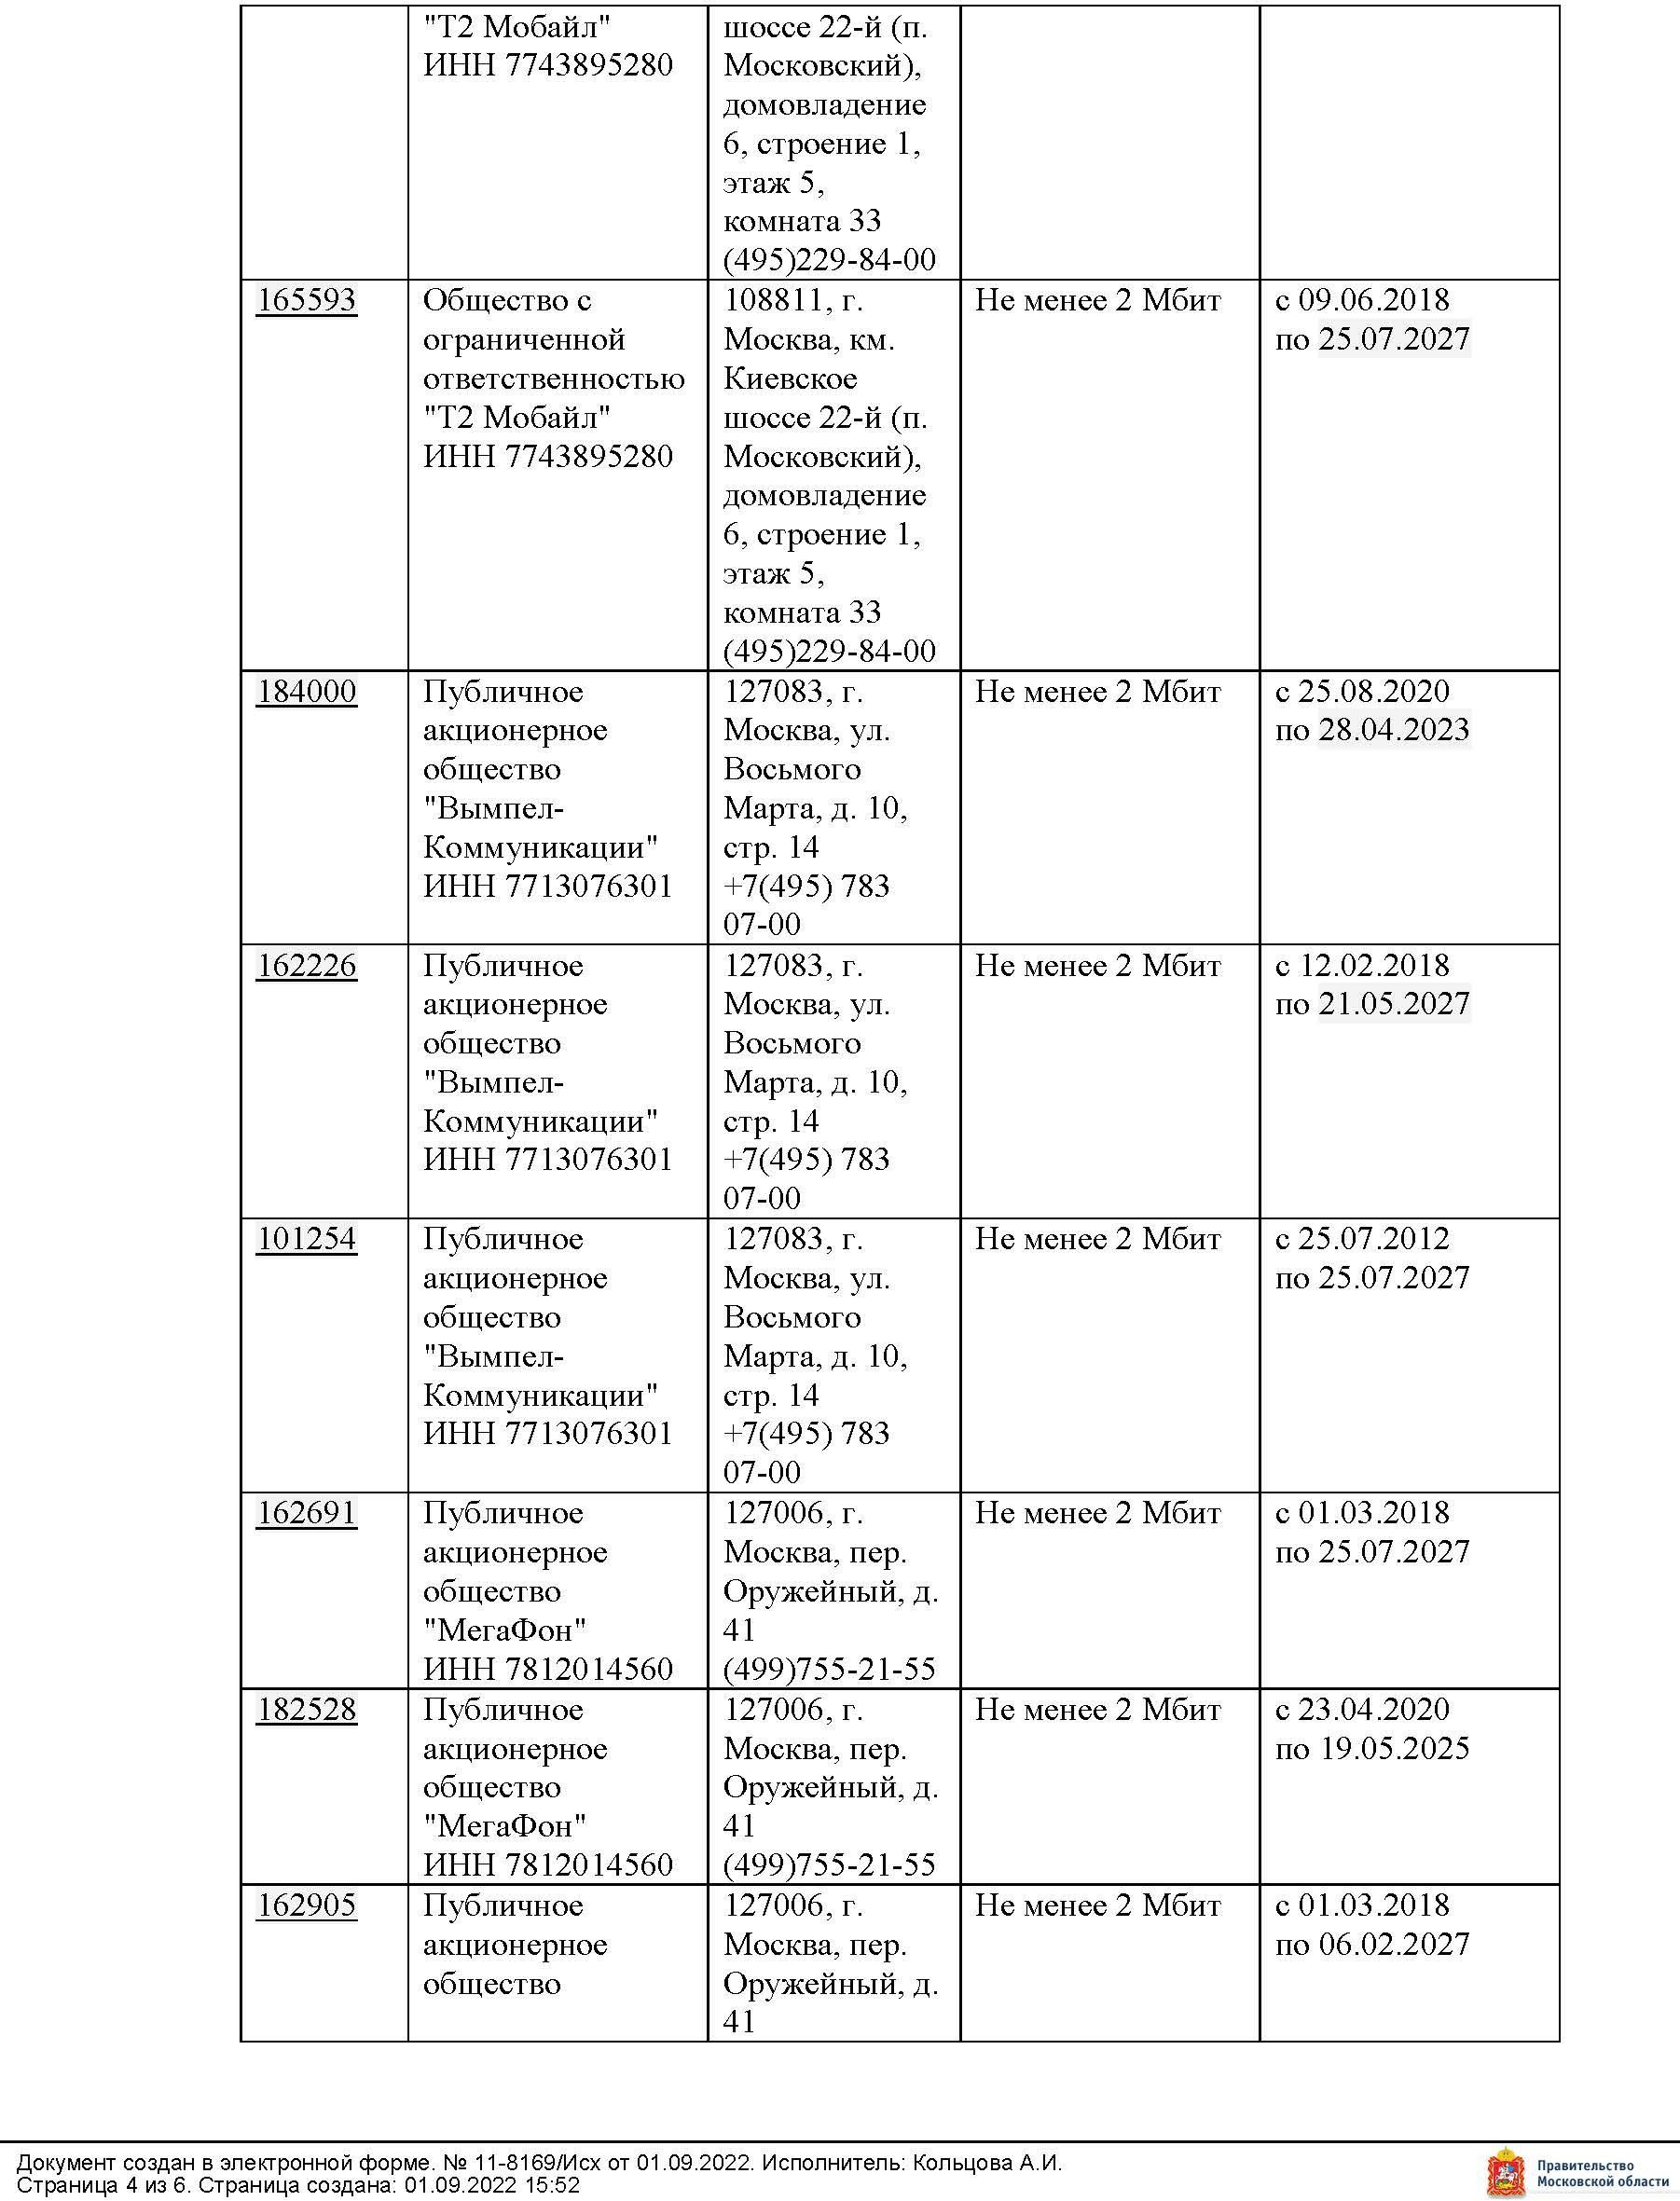 "Т2 Мобайл"
ИНН 7743895280
шоссе 22-й (п.
Московский),
домовладение
6, строение 1,
этаж 5,
комната 33
(495)229-84-00
165593
Общество с
ограниченной
ответственностью
"Т2 Мобайл"
ИНН 7743895280
108811, г.
Москва, км.
Киевское
шоссе 22-й (п.
Московский),
домовладение
6, строение 1,
этаж 5,
комната 33
(495)229-84-00
Не менее 2 Мбит
с 09.06.2018
по 25.07.2027
184000
Публичное
акционерное
общество
"Вымпел-
Коммуникации"
ИНН 7713076301
127083, г.
Москва, ул.
Восьмого
Марта, д. 10,
стр. 14
+7(495) 783
07-00
Не менее 2 Мбит
с 25.08.2020
по 28.04.2023
162226
Публичное
акционерное
общество
"Вымпел-
Коммуникации"
ИНН 7713076301
127083, г.
Москва, ул.
Восьмого
Марта, д. 10,
стр. 14
+7(495) 783
07-00
Не менее 2 Мбит
с 12.02.2018
по 21.05.2027
101254
Публичное
акционерное
общество
"Вымпел-
Коммуникации"
ИНН 7713076301
127083, г.
Москва, ул.
Восьмого
Марта, д. 10,
стр. 14
+7(495) 783
07-00
Не менее 2 Мбит
с 25.07.2012
по 25.07.2027
162691
Публичное
акционерное
общество
"МегаФон"
ИНН 7812014560
127006, г.
Москва, пер.
Оружейный, д.
41
(499)755-21-55
Не менее 2 Мбит
с 01.03.2018
по 25.07.2027
182528
Публичное
акционерное
общество
"МегаФон"
ИНН 7812014560
127006, г.
Москва, пер.
Оружейный, д.
41
(499)755-21-55
Не менее 2 Мбит
с 23.04.2020
по 19.05.2025
162905
Публичное
акционерное
общество
127006, г.
Москва, пер.
Оружейный, д.
41
Не менее 2 Мбит
с 01.03.2018
по 06.02.2027
Документ создан в электронной форме. № 11-8169/Исх от 01.09.2022. Исполнитель: Кольцова А.И.
Страница 4 из 6. Страница создана: 01.09.2022 15:52
Правительство
Московской области